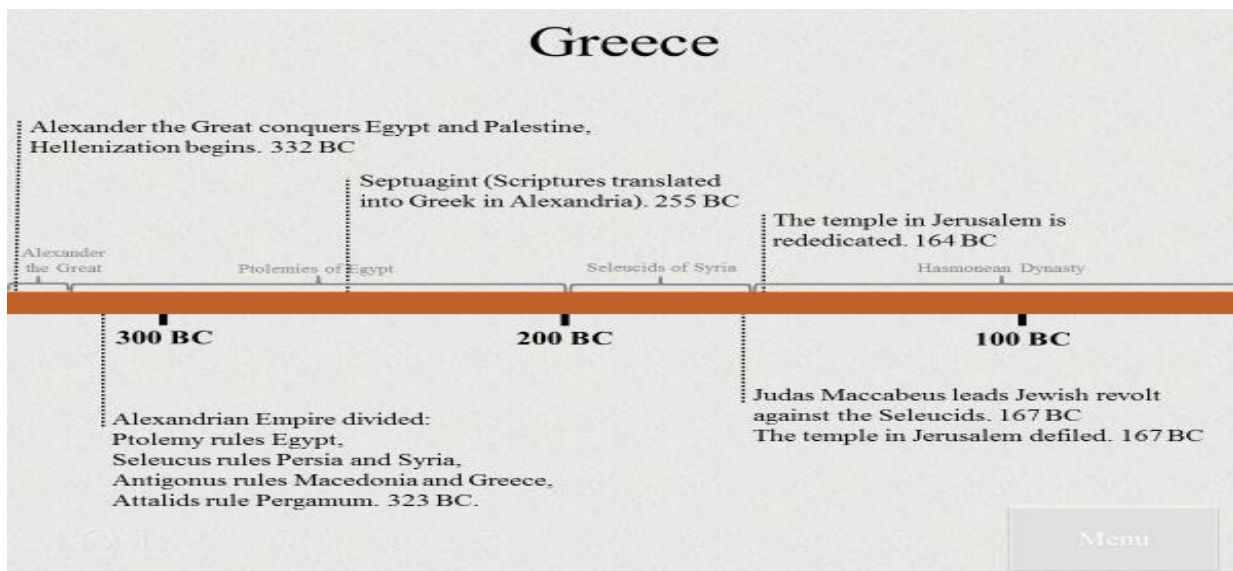 Greece
Alexander the Great conquers Egypt and Palestine,
Hellenization begins. 332 BC
Septuagint (Scriptures translated
into Greek in Alexandria). 255 BC
The temple in Jerusalem is
rededicated. 164 BC
Alexander
the Great
Ptolemies of Egypt
Seleucids of Syria
Hasmonean Dynasty
300 BC
200 BC
100 BC
Alexandrian Empire divided:
Ptolemy rules Egypt,
Seleucus rules Persia and Syria,
Antigonus rules Macedonia and Greece,
Attalids rule Pergamum. 323 BC.
Judas Maccabeus leads Jewish revolt
against the Seleucids. 167 BC
The temple in Jerusalem defiled. 167 BC
Menu